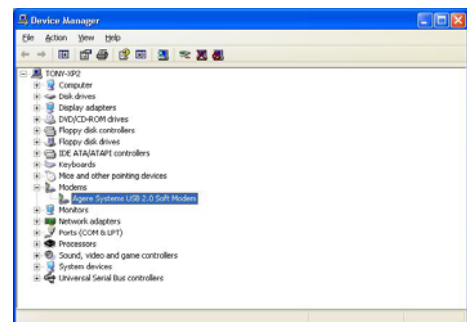 Device Manager
File Action View Help
TONY-XP2
Computer
Disk drives
Display adapters
DVD/CD-ROM drives
Floppy disk controllers
Floppy disk drives
IDE ATA/ATAPI controllers
Keyboards
Mice and other pointing devices
Modems
Agere Systems USB 2.0 Soft Modem
Monitors
Network adapters
Ports (COM & LPT)
Processors
Sound, video and game controllers
System devices
Universal Serial Bus controllers